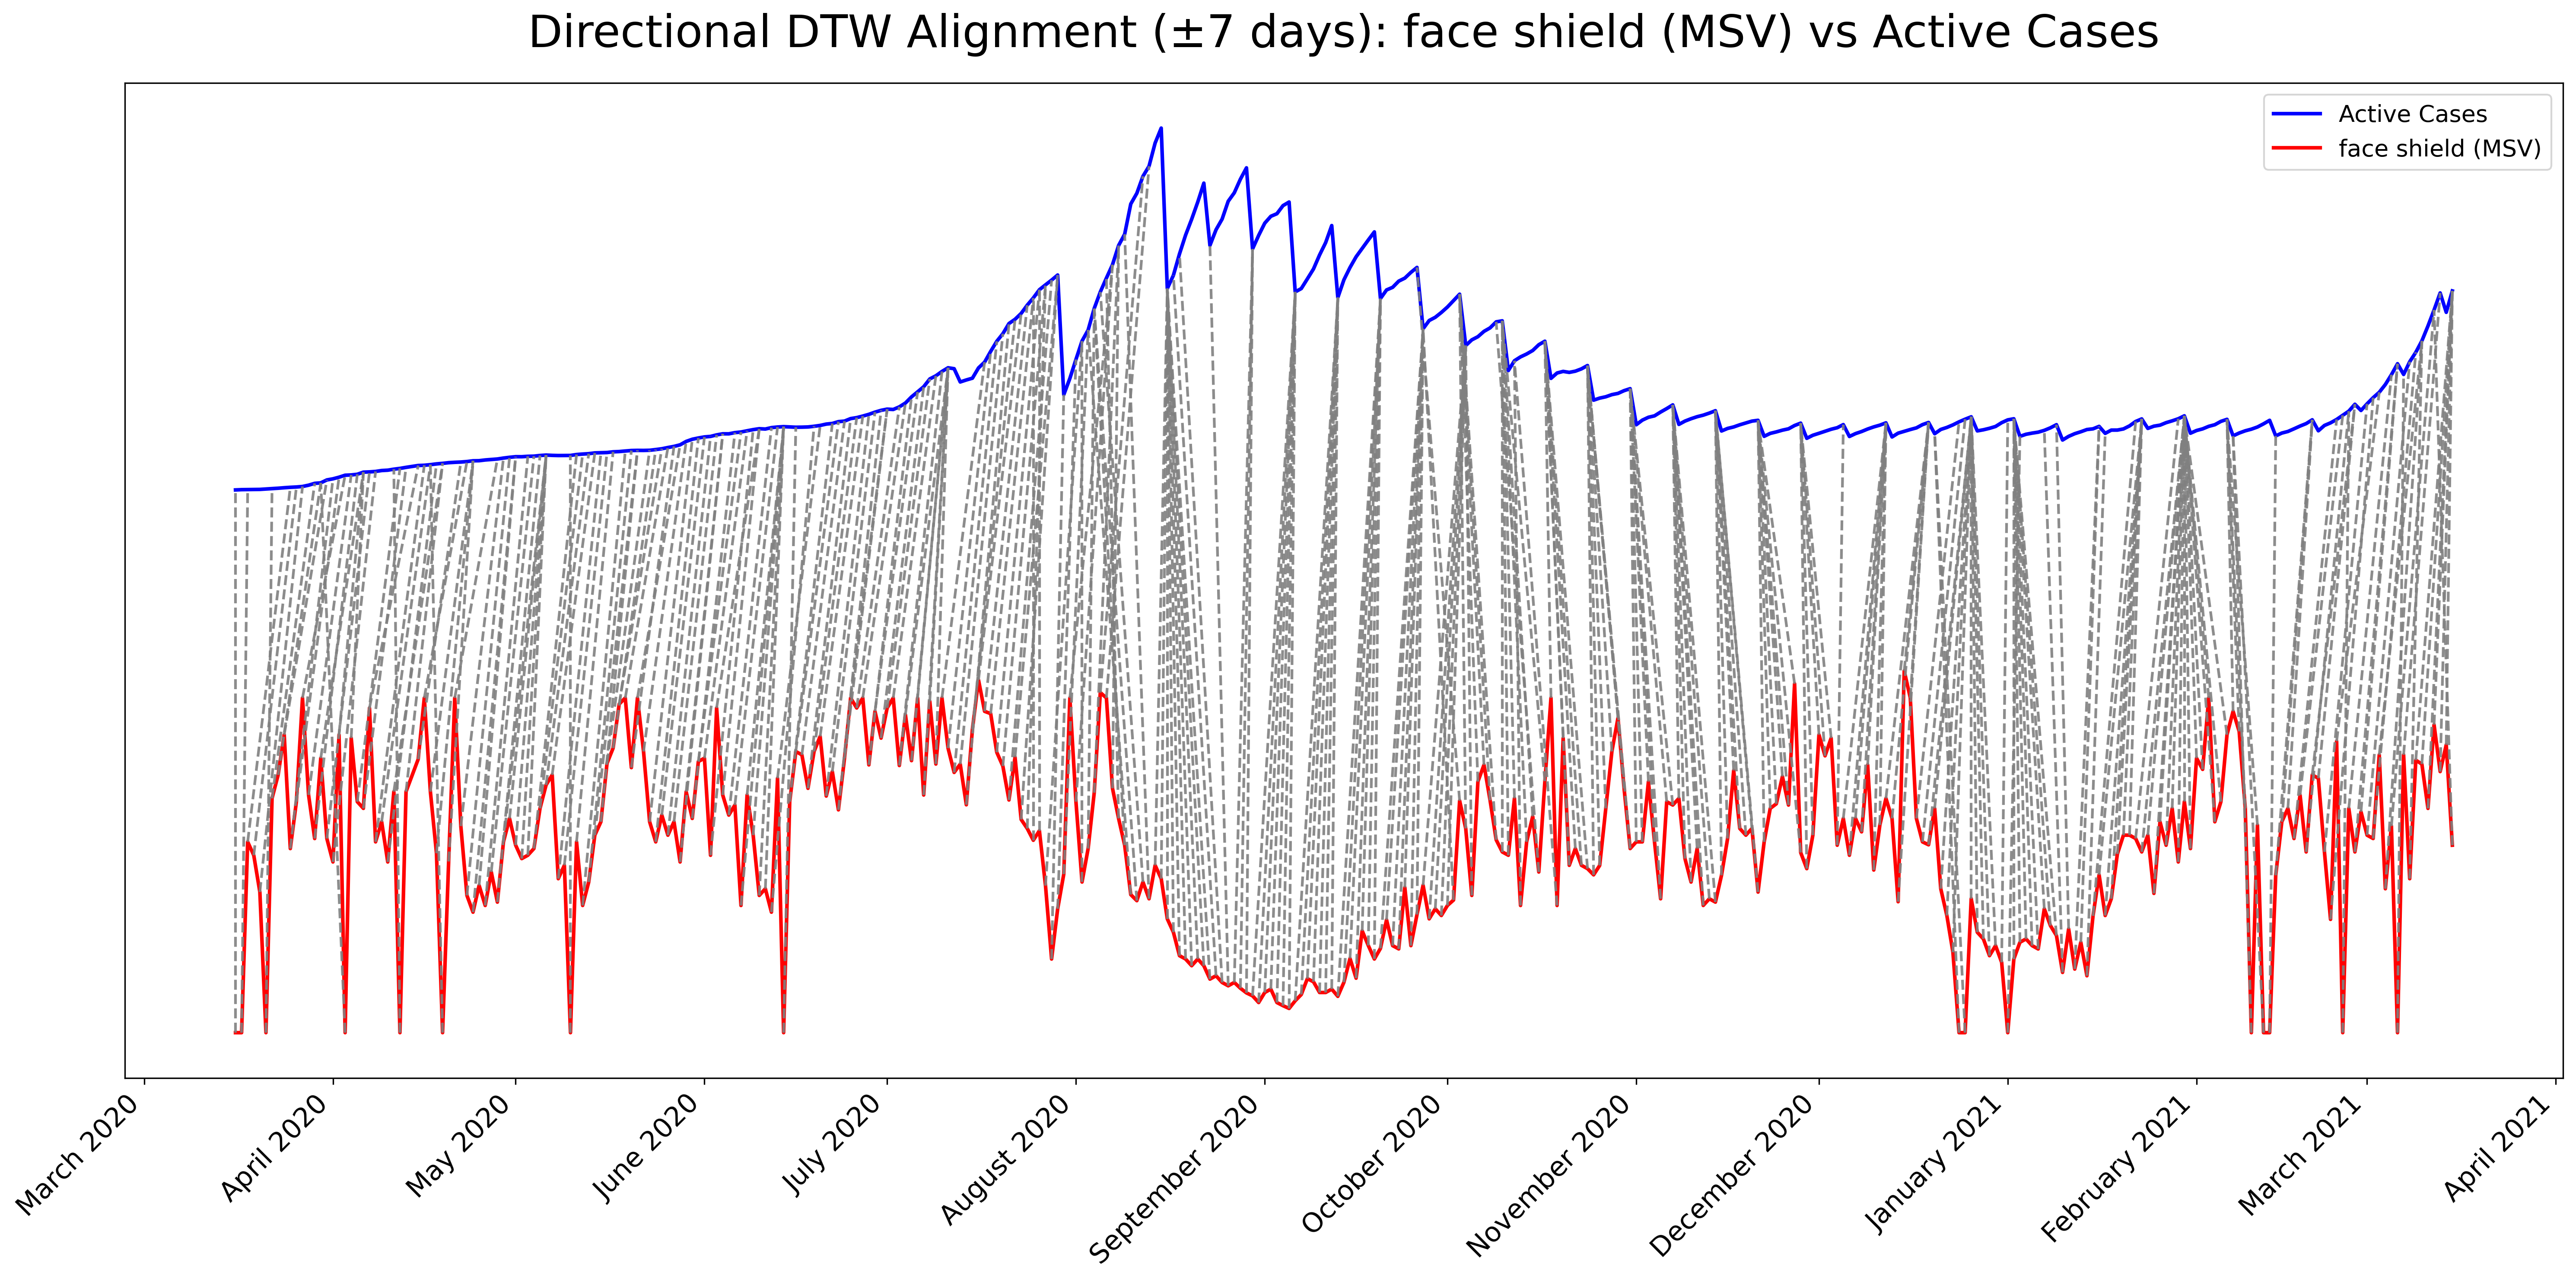 Directional DTW Alignment (±7 days): face shield (MSV) vs Active Cases
Active Cases
face shield (MSV)
March 2020
April 2020
May 2020
June 2020
July 2020
August 2020
September 2020
October 2020
November 2020
December 2020
January 2021
February 2021
March 2021
April 2021